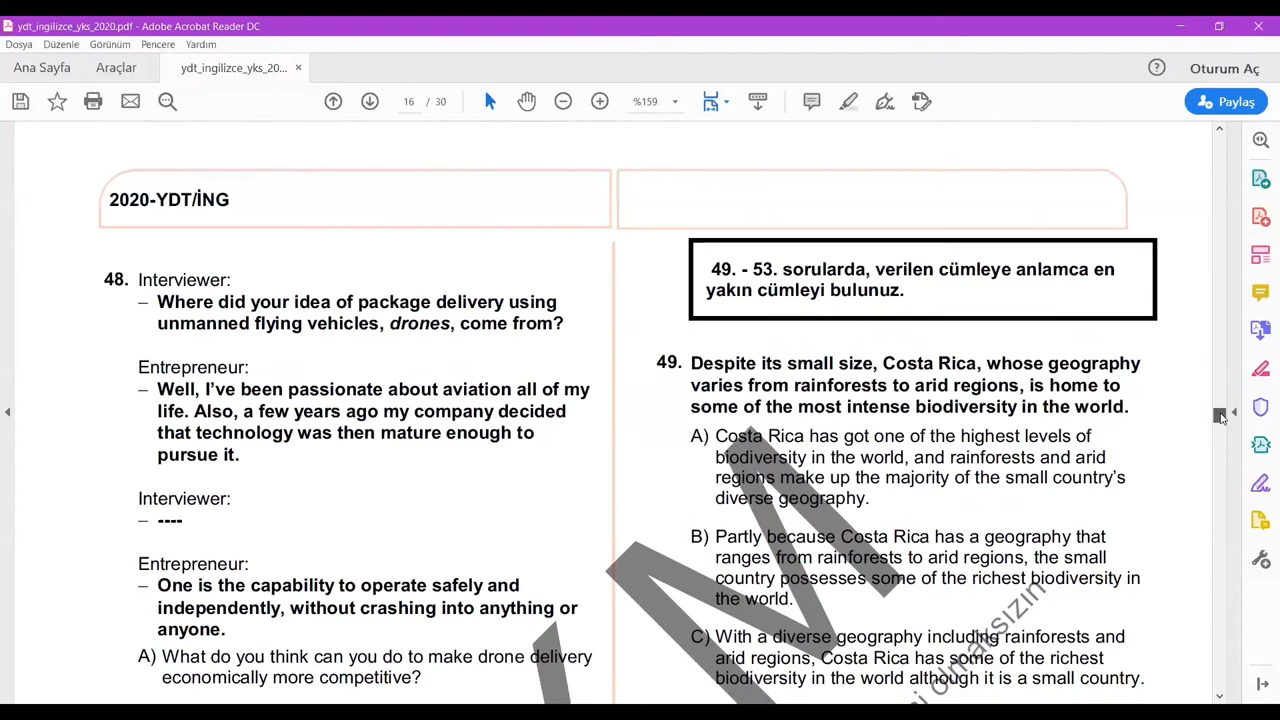 ydt_ingilizce_yks_2020.pdf - Adobe Acrobat Reader DC
Dosya Düzenle Görünüm Pencere Yardım
Ana Sayfa Araçlar ydt_ingilizce_yks_20... × Oturum Aç
16 / 30 %159 Paylaş
2020-YDT/İNG
48. Interviewer:
– Where did your idea of package delivery using
unmanned flying vehicles, drones, come from?
Entrepreneur:
– Well, I've been passionate about aviation all of my
life. Also, a few years ago my company decided
that technology was then mature enough to
pursue it.
Interviewer:
– ----
Entrepreneur:
– One is the capability to operate safely and
independently, without crashing into anything or
anyone.
A) What do you think can you do to make drone delivery
economically more competitive?
49. - 53. sorularda, verilen cümleye anlamca en
yakın cümleyi bulunuz.
49. Despite its small size, Costa Rica, whose geography
varies from rainforests to arid regions, is home to
some of the most intense biodiversity in the world.
A) Costa Rica has got one of the highest levels of
biodiversity in the world, and rainforests and arid
regions make up the majority of the small country's
diverse geography.
B) Partly because Costa Rica has a geography that
ranges from rainforests to arid regions, the small
country possesses some of the richest biodiversity in
the world.
C) With a diverse geography including rainforests and
arid regions, Costa Rica has some of the richest
biodiversity in the world although it is a small country.
olmaksızın